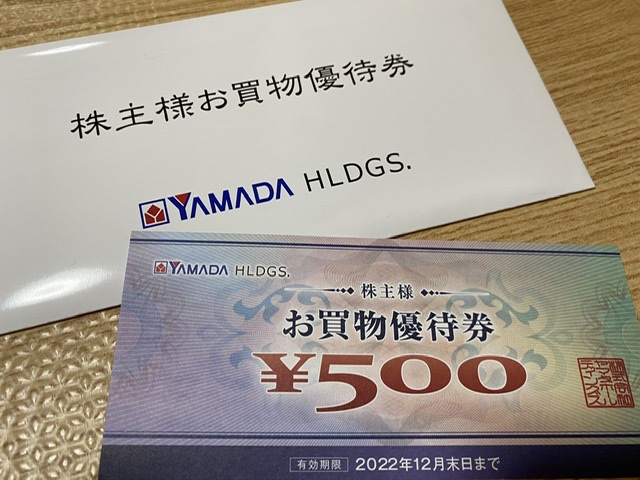 株主様お買物優待券
YAMADA HLDGS.
YAMADA HLDGS.
株主様
お買物優待券
¥500
有効期限 2022年12月末日まで